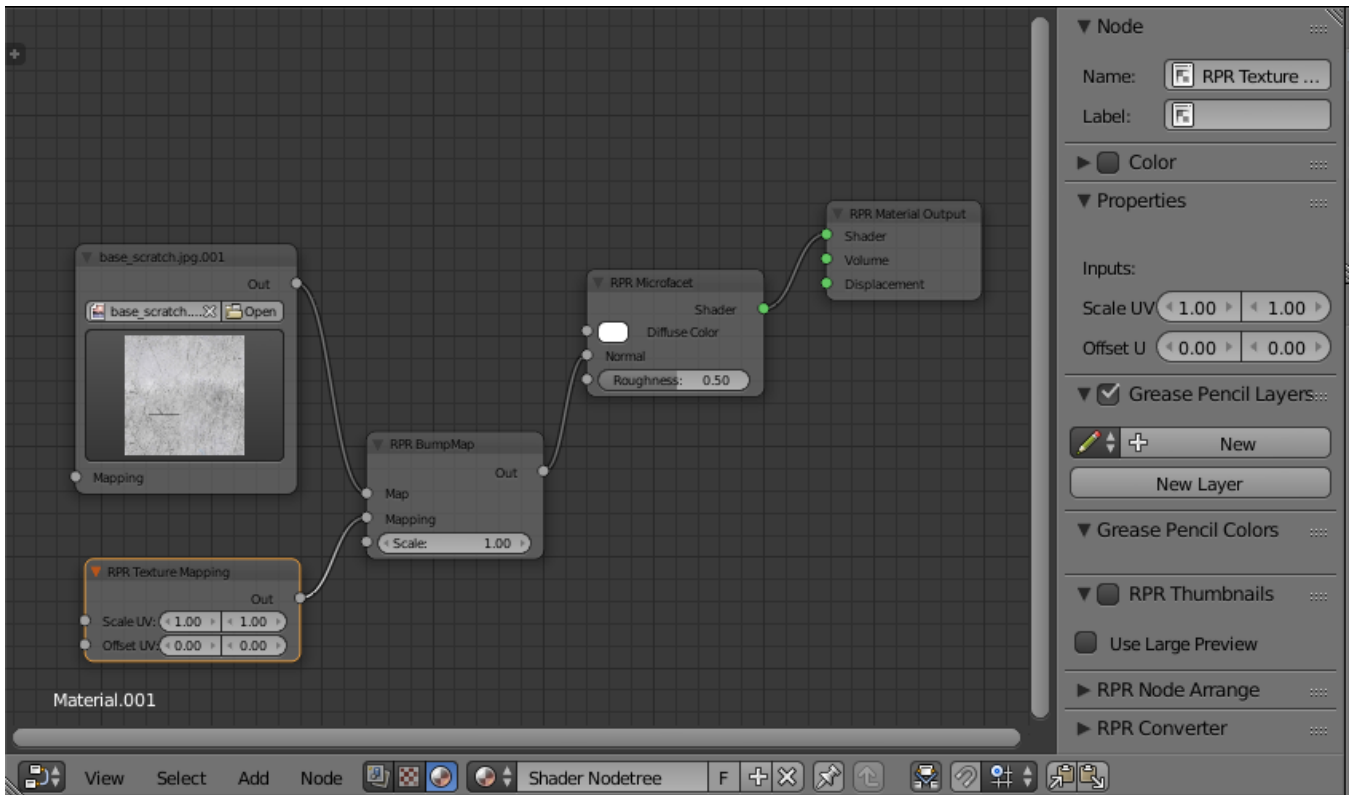 base_scratch.jpg.001
Out
base_scratch.... Open
Mapping
RPR Texture Mapping
Out
Scale UV: 1.00 1.00
Offset UV: 0.00 0.00
RPR BumpMap
Out
Map
Mapping
Scale: 1.00
RPR Microfacet
Shader
Diffuse Color
Normal
Roughness: 0.50
RPR Material Output
Shader
Volume
Displacement
Material.001
Node
Name: RPR Texture ...
Label:
Color
Properties
Inputs:
Scale UV 1.00 1.00
Offset U 0.00 0.00
Grease Pencil Layers
New
New Layer
Grease Pencil Colors
RPR Thumbnails
Use Large Preview
RPR Node Arrange
RPR Converter
View Select Add Node Shader Nodetree F